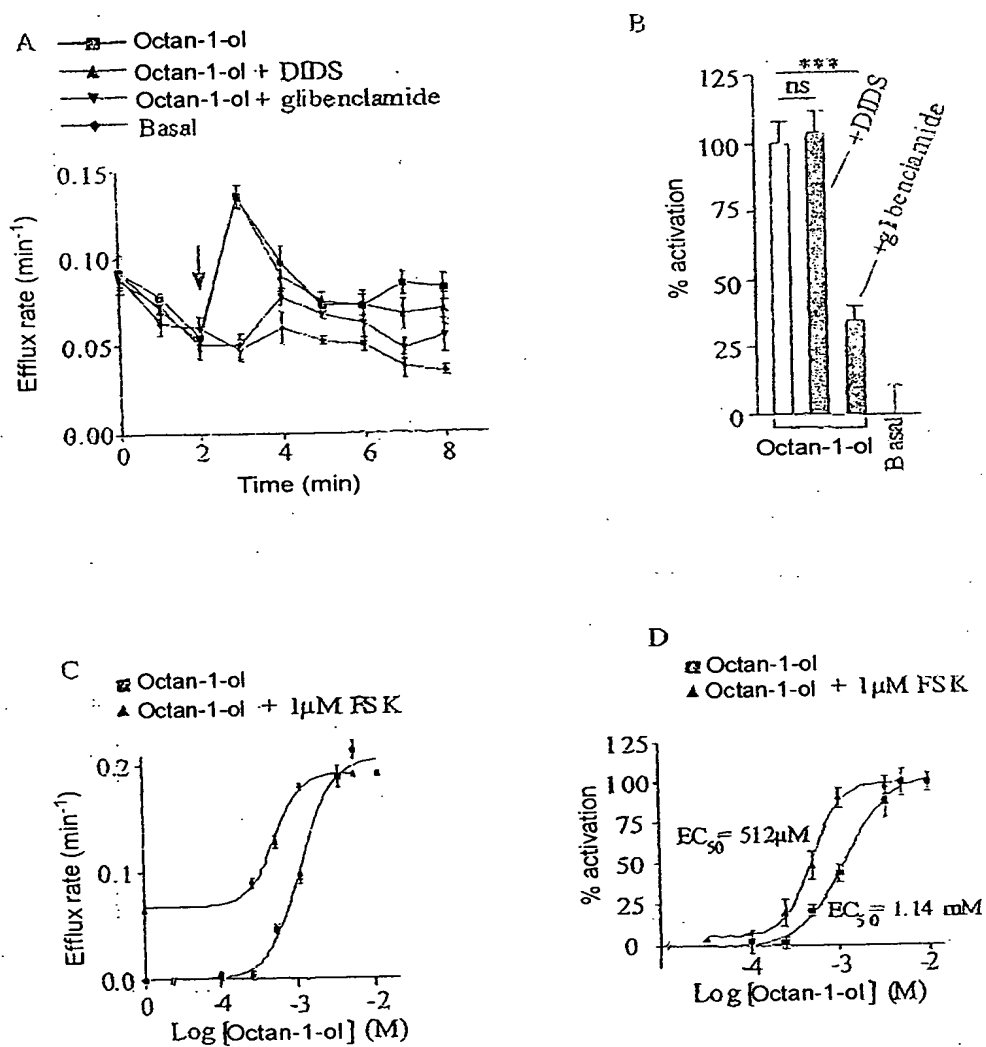 A
Octan-1-ol
Octan-1-ol + DIDS
Octan-1-ol + glibenclamide
Basal
0.15
0.10
0.05
0.00
Efflux rate (min⁻¹)
0 2 4 6 8
Time (min)
B
125
100
75
50
25
0
% activation
***
ns
+DIDS
+glibenclamide
Octan-1-ol
Basal
C
Octan-1-ol
Octan-1-ol + 1μM FSK
0.2
0.1
0.0
Efflux rate (min⁻¹)
0 -4 -3 -2
Log [Octan-1-ol] (M)
D
Octan-1-ol
Octan-1-ol + 1μM FSK
125
100
75
50
25
0
% activation
EC₅₀= 512μM
EC₅₀= 1.14 mM
-4 -3 -2
Log [Octan-1-ol] (M)